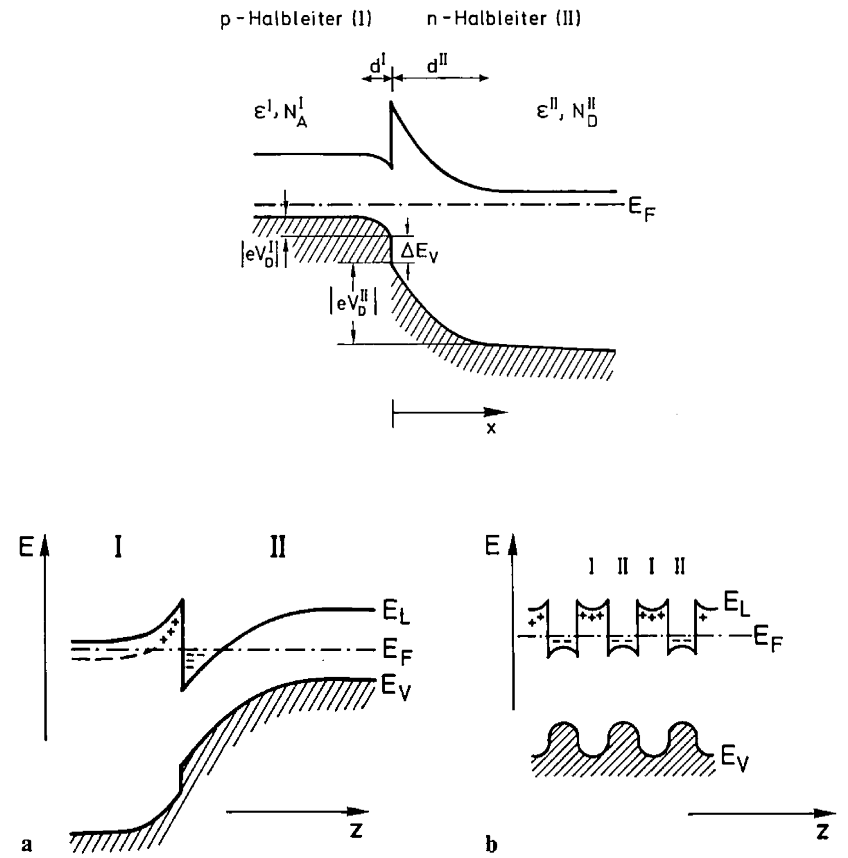 p-Halbleiter (I) n-Halbleiter (II)
d^I d^II
ε^I, N_A^I ε^II, N_D^II
E_F
|eV_D^I| ΔE_V
|eV_D^II|
x
E I II
E_L
E_F
E_V
a z
E I II I II
E_L
E_F
E_V
b z